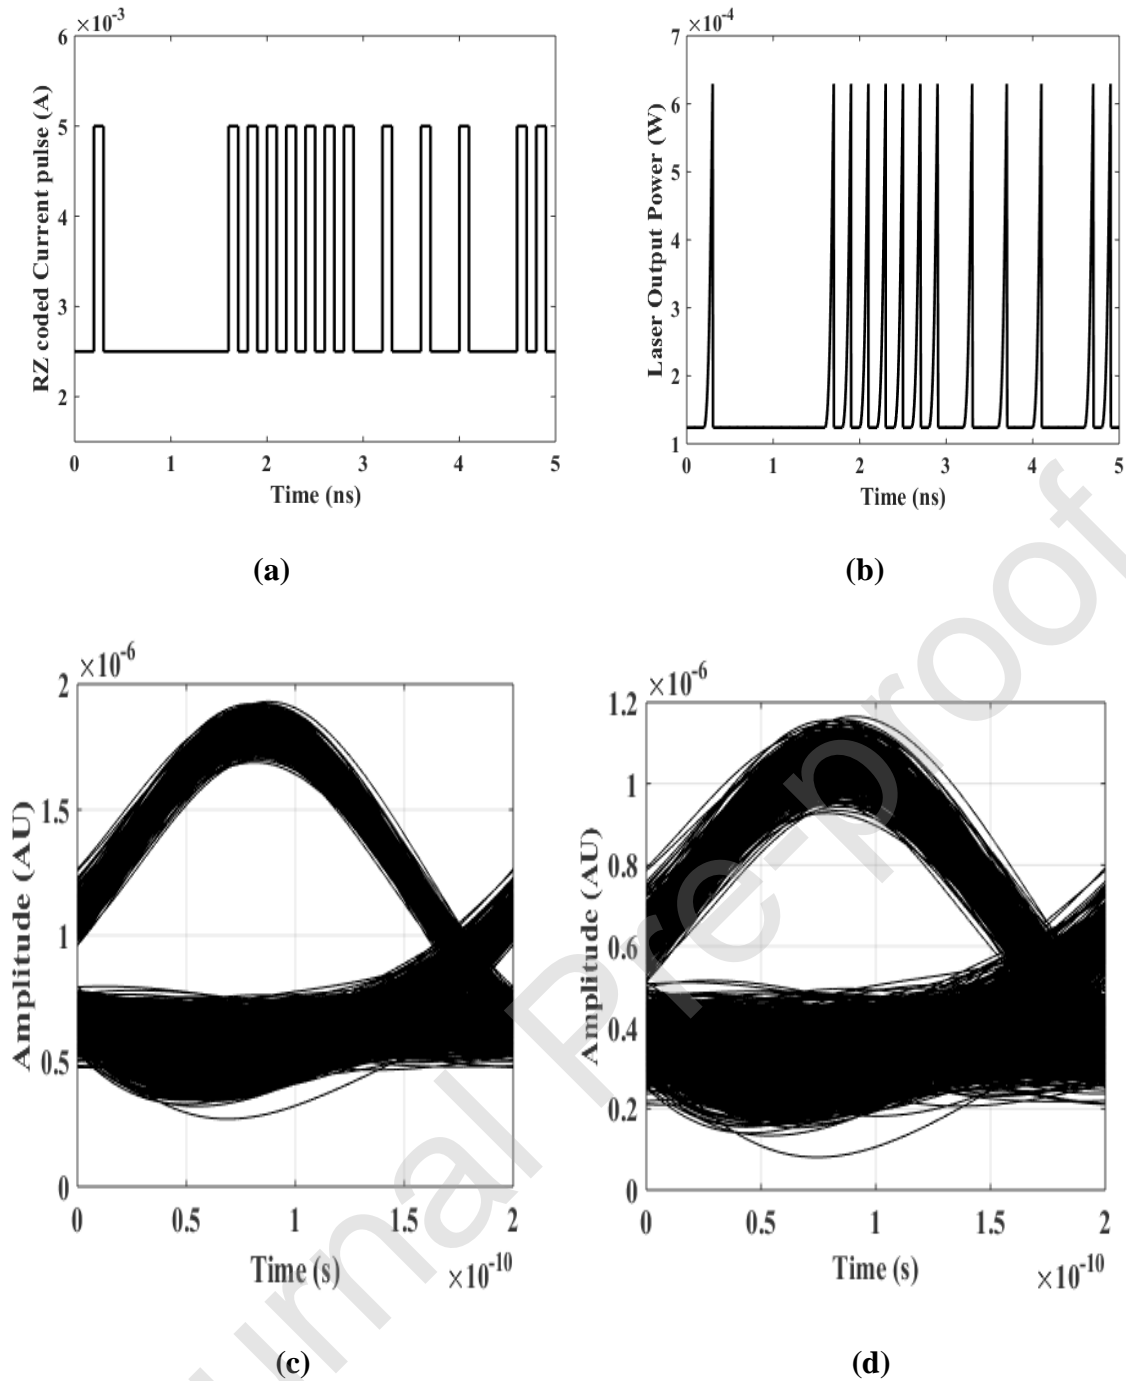 ×10-3
6
5
4
3
2
RZ coded Current pulse (A)
0 1 2 3 4 5
Time (ns)
(a)
×10-4
7
6
5
4
3
2
1
Laser Output Power (W)
0 1 2 3 4 5
Time (ns)
(b)
×10-6
2
1.5
1
0.5
0
Amplitude (AU)
0 0.5 1 1.5 2
Time (s)
×10-10
(c)
×10-6
1.2
1
0.8
0.6
0.4
0.2
0
Amplitude (AU)
0 0.5 1 1.5 2
Time (s)
×10-10
(d)
urnal Pre-proof